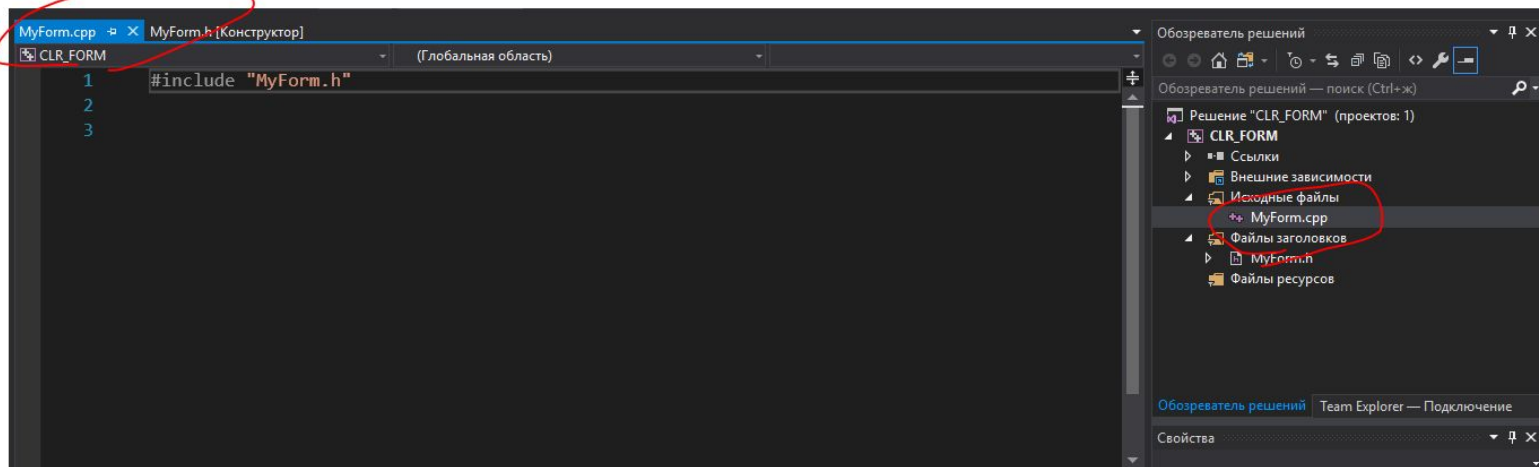 MyForm.cpp MyForm.h [Конструктор]
CLR_FORM (Глобальная область)
1 #include "MyForm.h"
2
3
Обозреватель решений
Обозреватель решений — поиск (Ctrl+ж)
Решение "CLR_FORM" (проектов: 1)
CLR_FORM
Ссылки
Внешние зависимости
Исходные файлы
MyForm.cpp
Файлы заголовков
MyForm.h
Файлы ресурсов
Обозреватель решений Team Explorer — Подключение
Свойства